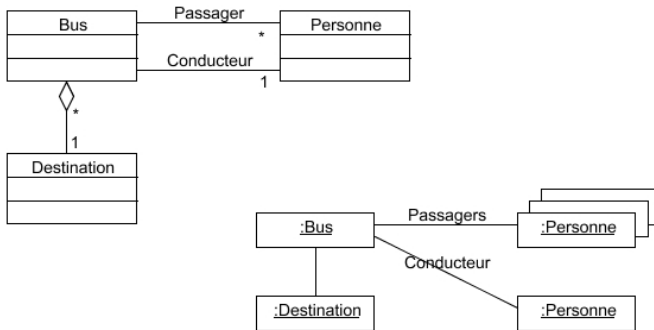 Bus
Passager
*
Personne
Conducteur
1
*
1
Destination
:Bus
Passagers
:Personne
Conducteur
:Destination
:Personne